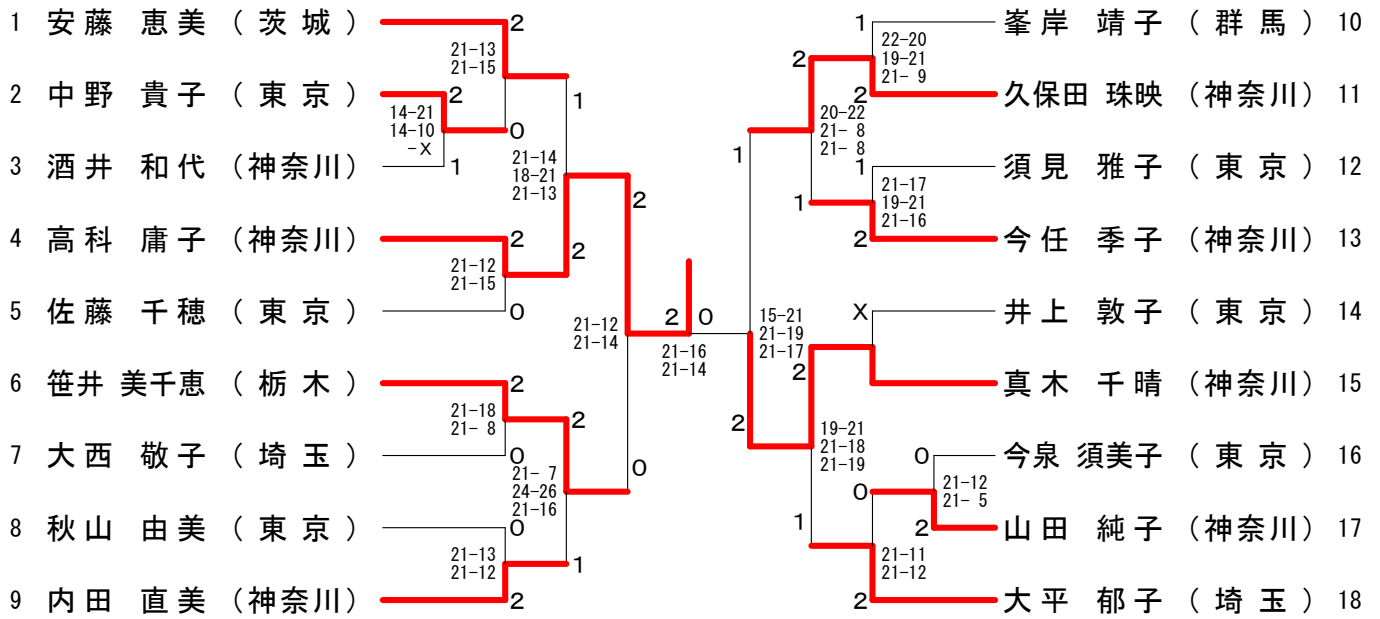 1 安藤 恵美 ( 茨城 ) 2
21-13
21-15
1
2 中野 貴子 ( 東京 ) 2
14-21
14-10
-X
0
3 酒井 和代 (神奈川) 1
21-14
18-21
21-13
2
4 高科 庸子 (神奈川) 2
21-12
21-15
2
5 佐藤 千穂 ( 東京 ) 0
21-12
21-14
2 0
21-16
21-14
6 笹井 美千恵 ( 栃木 ) 2
21-18
21- 8
2
7 大西 敬子 ( 埼玉 ) 0
21- 7
24-26
21-16
0
8 秋山 由美 ( 東京 ) 0
21-13
21-12
1
9 内田 直美 (神奈川) 2
1 峯岸 靖子 ( 群馬 ) 10
22-20
19-21
21- 9
2
2 久保田 珠映 (神奈川) 11
20-22
21- 8
21- 8
1
1 須見 雅子 ( 東京 ) 12
21-17
19-21
21-16
1
2 今任 季子 (神奈川) 13
X 井上 敦子 ( 東京 ) 14
15-21
21-19
21-17
2
真木 千晴 (神奈川) 15
2
19-21
21-18
21-19
0 今泉 須美子 ( 東京 ) 16
21-12
21- 5
0
2 山田 純子 (神奈川) 17
1
21-11
21-12
2 大平 郁子 ( 埼玉 ) 18